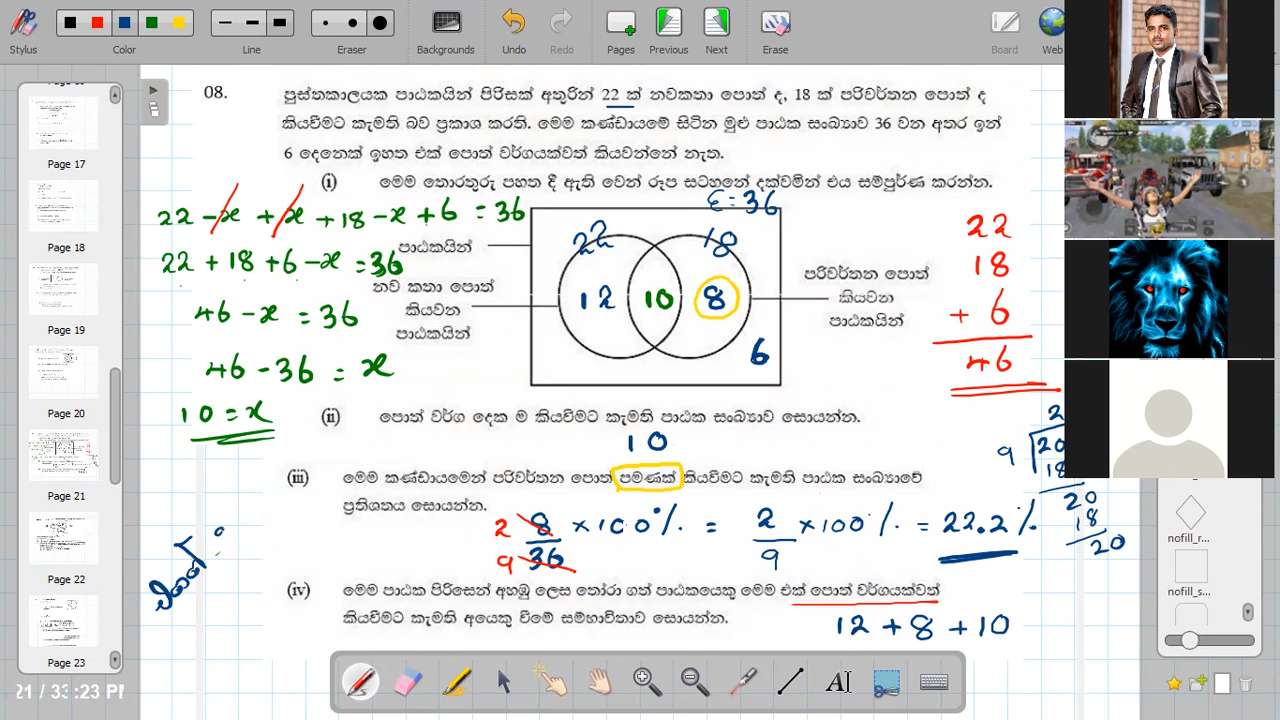 Stylus
Color
Line
Eraser
Backgrounds
Undo
Redo
Pages
Previous
Next
Erase
Board
Web
Page 17
Page 18
Page 19
Page 20
Page 21
Page 22
Page 23
08. පුස්තකාලයක පාඨකයින් පිරිසක් අතුරින් 22 ක් නවකතා පොත් ද, 18 ක් පරිවර්තන පොත් ද
කියවීමට කැමති බව ප්‍රකාශ කරති. මෙම කණ්ඩායමේ සිටින මුළු පාඨක සංඛ්‍යාව 36 වන අතර ඉන්
6 දෙනෙක් ඉහත එක් පොත් වර්ගයක්වත් කියවන්නේ නැත.
(i) මෙම තොරතුරු පහත දී ඇති වෙන් රූප සටහනේ දක්වමින් එය සම්පුර්ණ කරන්න.
22 - x + x + 18 - x + 6 = 36
22 + 18 + 6 - x = 36
46 - x = 36
46 - 36 = x
10 = x
ε = 36
පාඨකයින්
නව කතා පොත්
කියවන
පාඨකයින්
22
18
12
10
8
6
පරිවර්තන පොත්
කියවන
පාඨකයින්
22
18
+ 6
46
(ii) පොත් වර්ග දෙක ම කියවීමට කැමති පාඨක සංඛ්‍යාව සොයන්න.
10
(iii) මෙම කණ්ඩායමෙන් පරිවර්තන පොත් පමණක් කියවීමට කැමති පාඨක සංඛ්‍යාවේ
ප්‍රතිශතය සොයන්න.
2 8/36 × 100% = 2/9 × 100% = 22.2%
9
2
9 20
18
20
18
20
(iv) මෙම පාඨක පිරිසෙන් අහඹු ලෙස තෝරා ගත් පාඨකයෙකු මෙම එක් පොත් වර්ගයක්වත්
කියවීමට කැමති අයෙකු වීමේ සම්භාවිතාව සොයන්න.
12 + 8 + 10
nofill_r...
nofill_s...